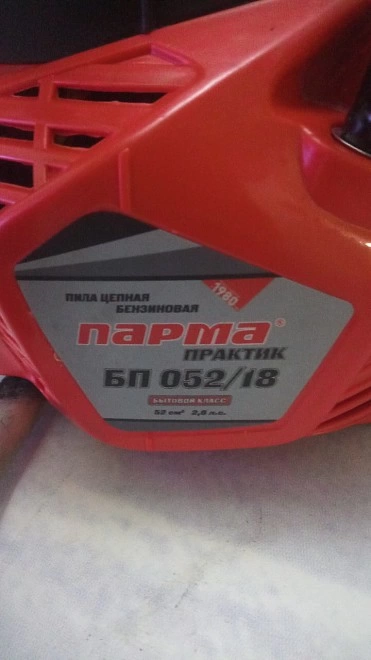 1980
ПИЛА ЦЕПНАЯ
БЕНЗИНОВАЯ
ПАРМА®
ПРАКТИК
БП 052/18
БЫТОВОЙ КЛАСС
52 см³ 2,8 л.с.